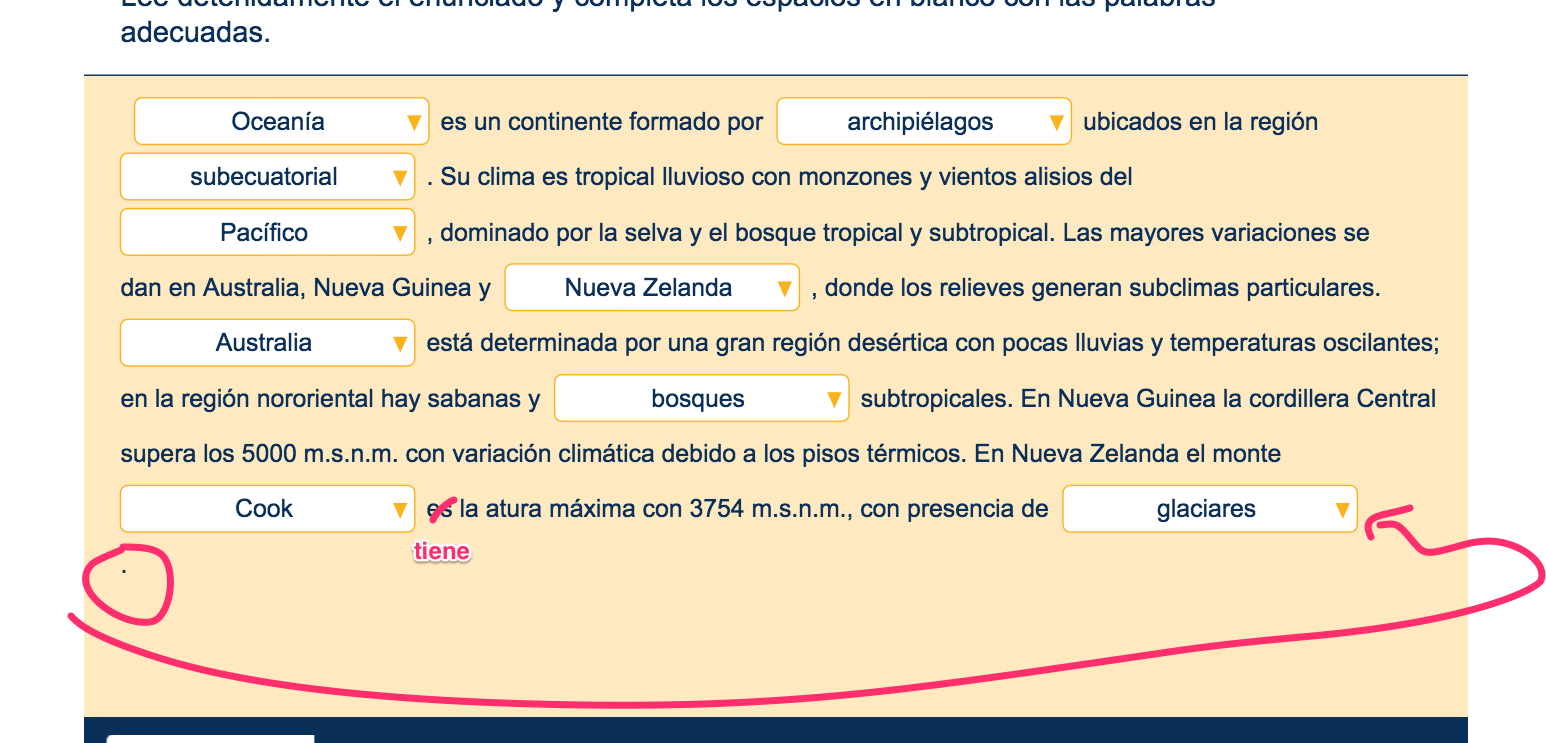 Lee detenidamente el enunciado y completa los espacios en blanco con las palabras
adecuadas.
Oceanía es un continente formado por archipiélagos ubicados en la región
subecuatorial . Su clima es tropical lluvioso con monzones y vientos alisios del
Pacífico , dominado por la selva y el bosque tropical y subtropical. Las mayores variaciones se
dan en Australia, Nueva Guinea y Nueva Zelanda , donde los relieves generan subclimas particulares.
Australia está determinada por una gran región desértica con pocas lluvias y temperaturas oscilantes;
en la región nororiental hay sabanas y bosques subtropicales. En Nueva Guinea la cordillera Central
supera los 5000 m.s.n.m. con variación climática debido a los pisos térmicos. En Nueva Zelanda el monte
Cook es la atura máxima con 3754 m.s.n.m., con presencia de glaciares
tiene
.